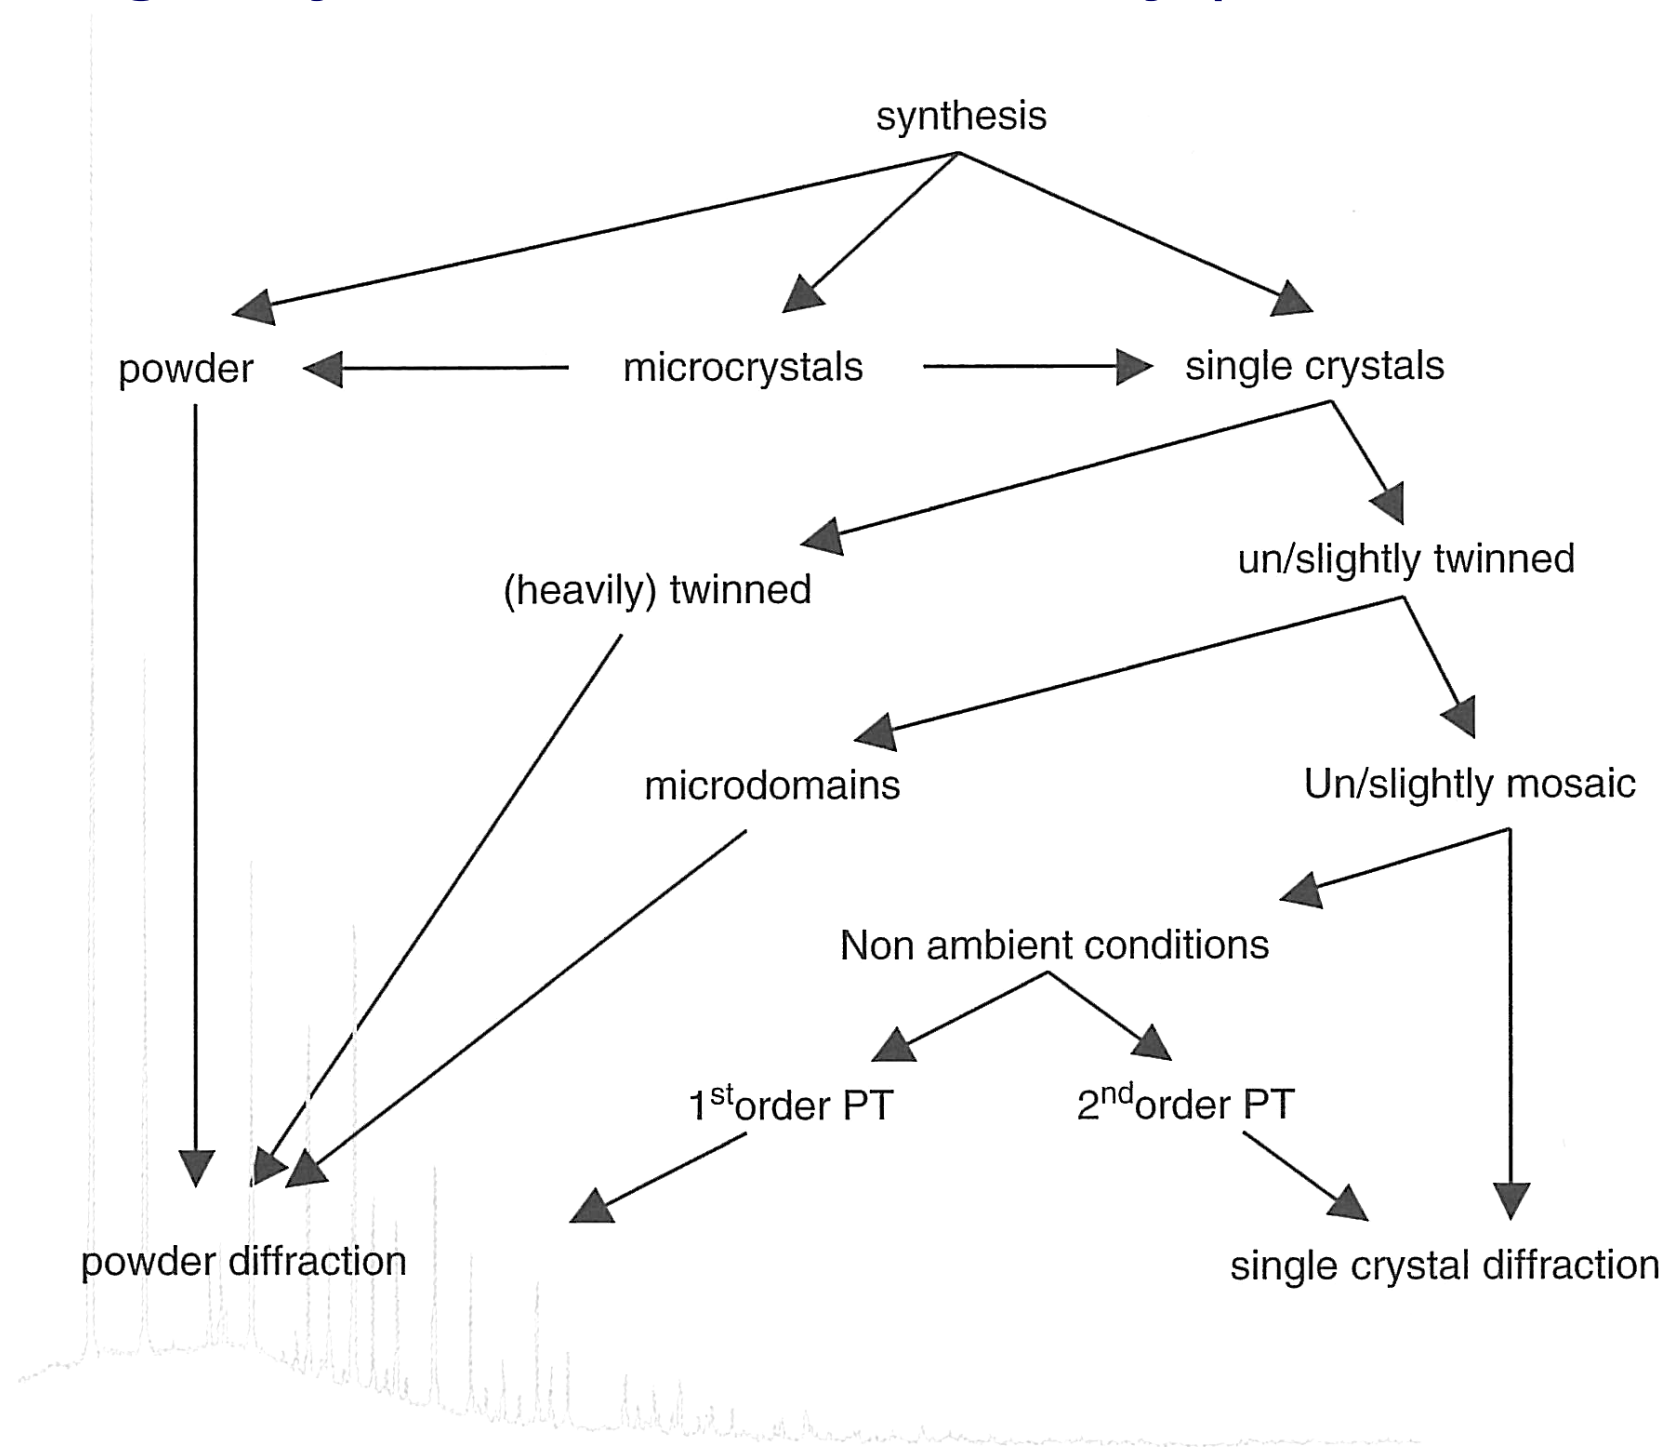 synthesis
powder
microcrystals
single crystals
(heavily) twinned
un/slightly twinned
microdomains
Un/slightly mosaic
Non ambient conditions
1storder PT
2ndorder PT
powder diffraction
single crystal diffraction